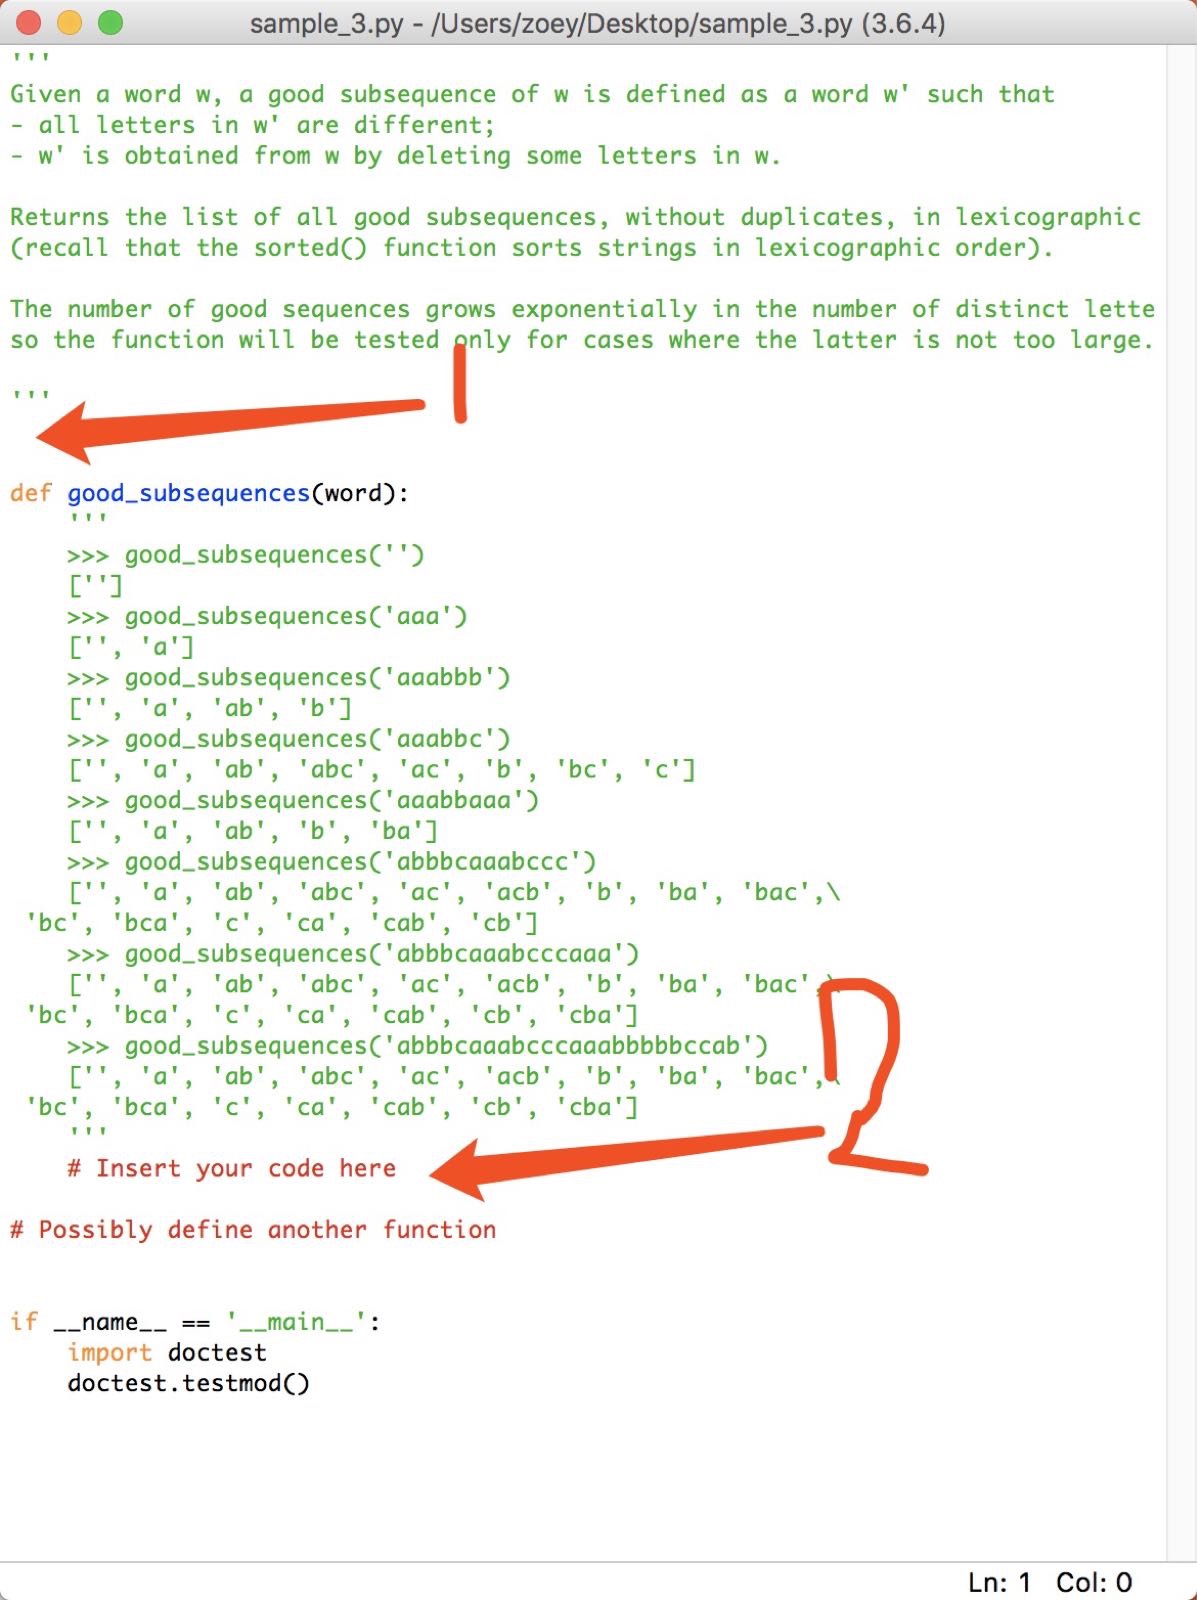 sample_3.py - /Users/zoey/Desktop/sample_3.py (3.6.4)
'''
Given a word w, a good subsequence of w is defined as a word w' such that
- all letters in w' are different;
- w' is obtained from w by deleting some letters in w.
Returns the list of all good subsequences, without duplicates, in lexicographic
(recall that the sorted() function sorts strings in lexicographic order).
The number of good sequences grows exponentially in the number of distinct lette
so the function will be tested only for cases where the latter is not too large.
1
'''
def good_subsequences(word):
'''
>>> good_subsequences('')
['']
>>> good_subsequences('aaa')
['', 'a']
>>> good_subsequences('aaabbb')
['', 'a', 'ab', 'b']
>>> good_subsequences('aaabbc')
['', 'a', 'ab', 'abc', 'ac', 'b', 'bc', 'c']
>>> good_subsequences('aaabbaaa')
['', 'a', 'ab', 'b', 'ba']
>>> good_subsequences('abbbcaaabccc')
['', 'a', 'ab', 'abc', 'ac', 'acb', 'b', 'ba', 'bac',\
'bc', 'bca', 'c', 'ca', 'cab', 'cb']
>>> good_subsequences('abbbcaaabcccaaa')
['', 'a', 'ab', 'abc', 'ac', 'acb', 'b', 'ba', 'bac',\
'bc', 'bca', 'c', 'ca', 'cab', 'cb', 'cba']
>>> good_subsequences('abbbcaaabcccaaabbbbbccab')
['', 'a', 'ab', 'abc', 'ac', 'acb', 'b', 'ba', 'bac',\
'bc', 'bca', 'c', 'ca', 'cab', 'cb', 'cba']
2
'''
# Insert your code here
# Possibly define another function
if __name__ == '__main__':
import doctest
doctest.testmod()
Ln: 1 Col: 0